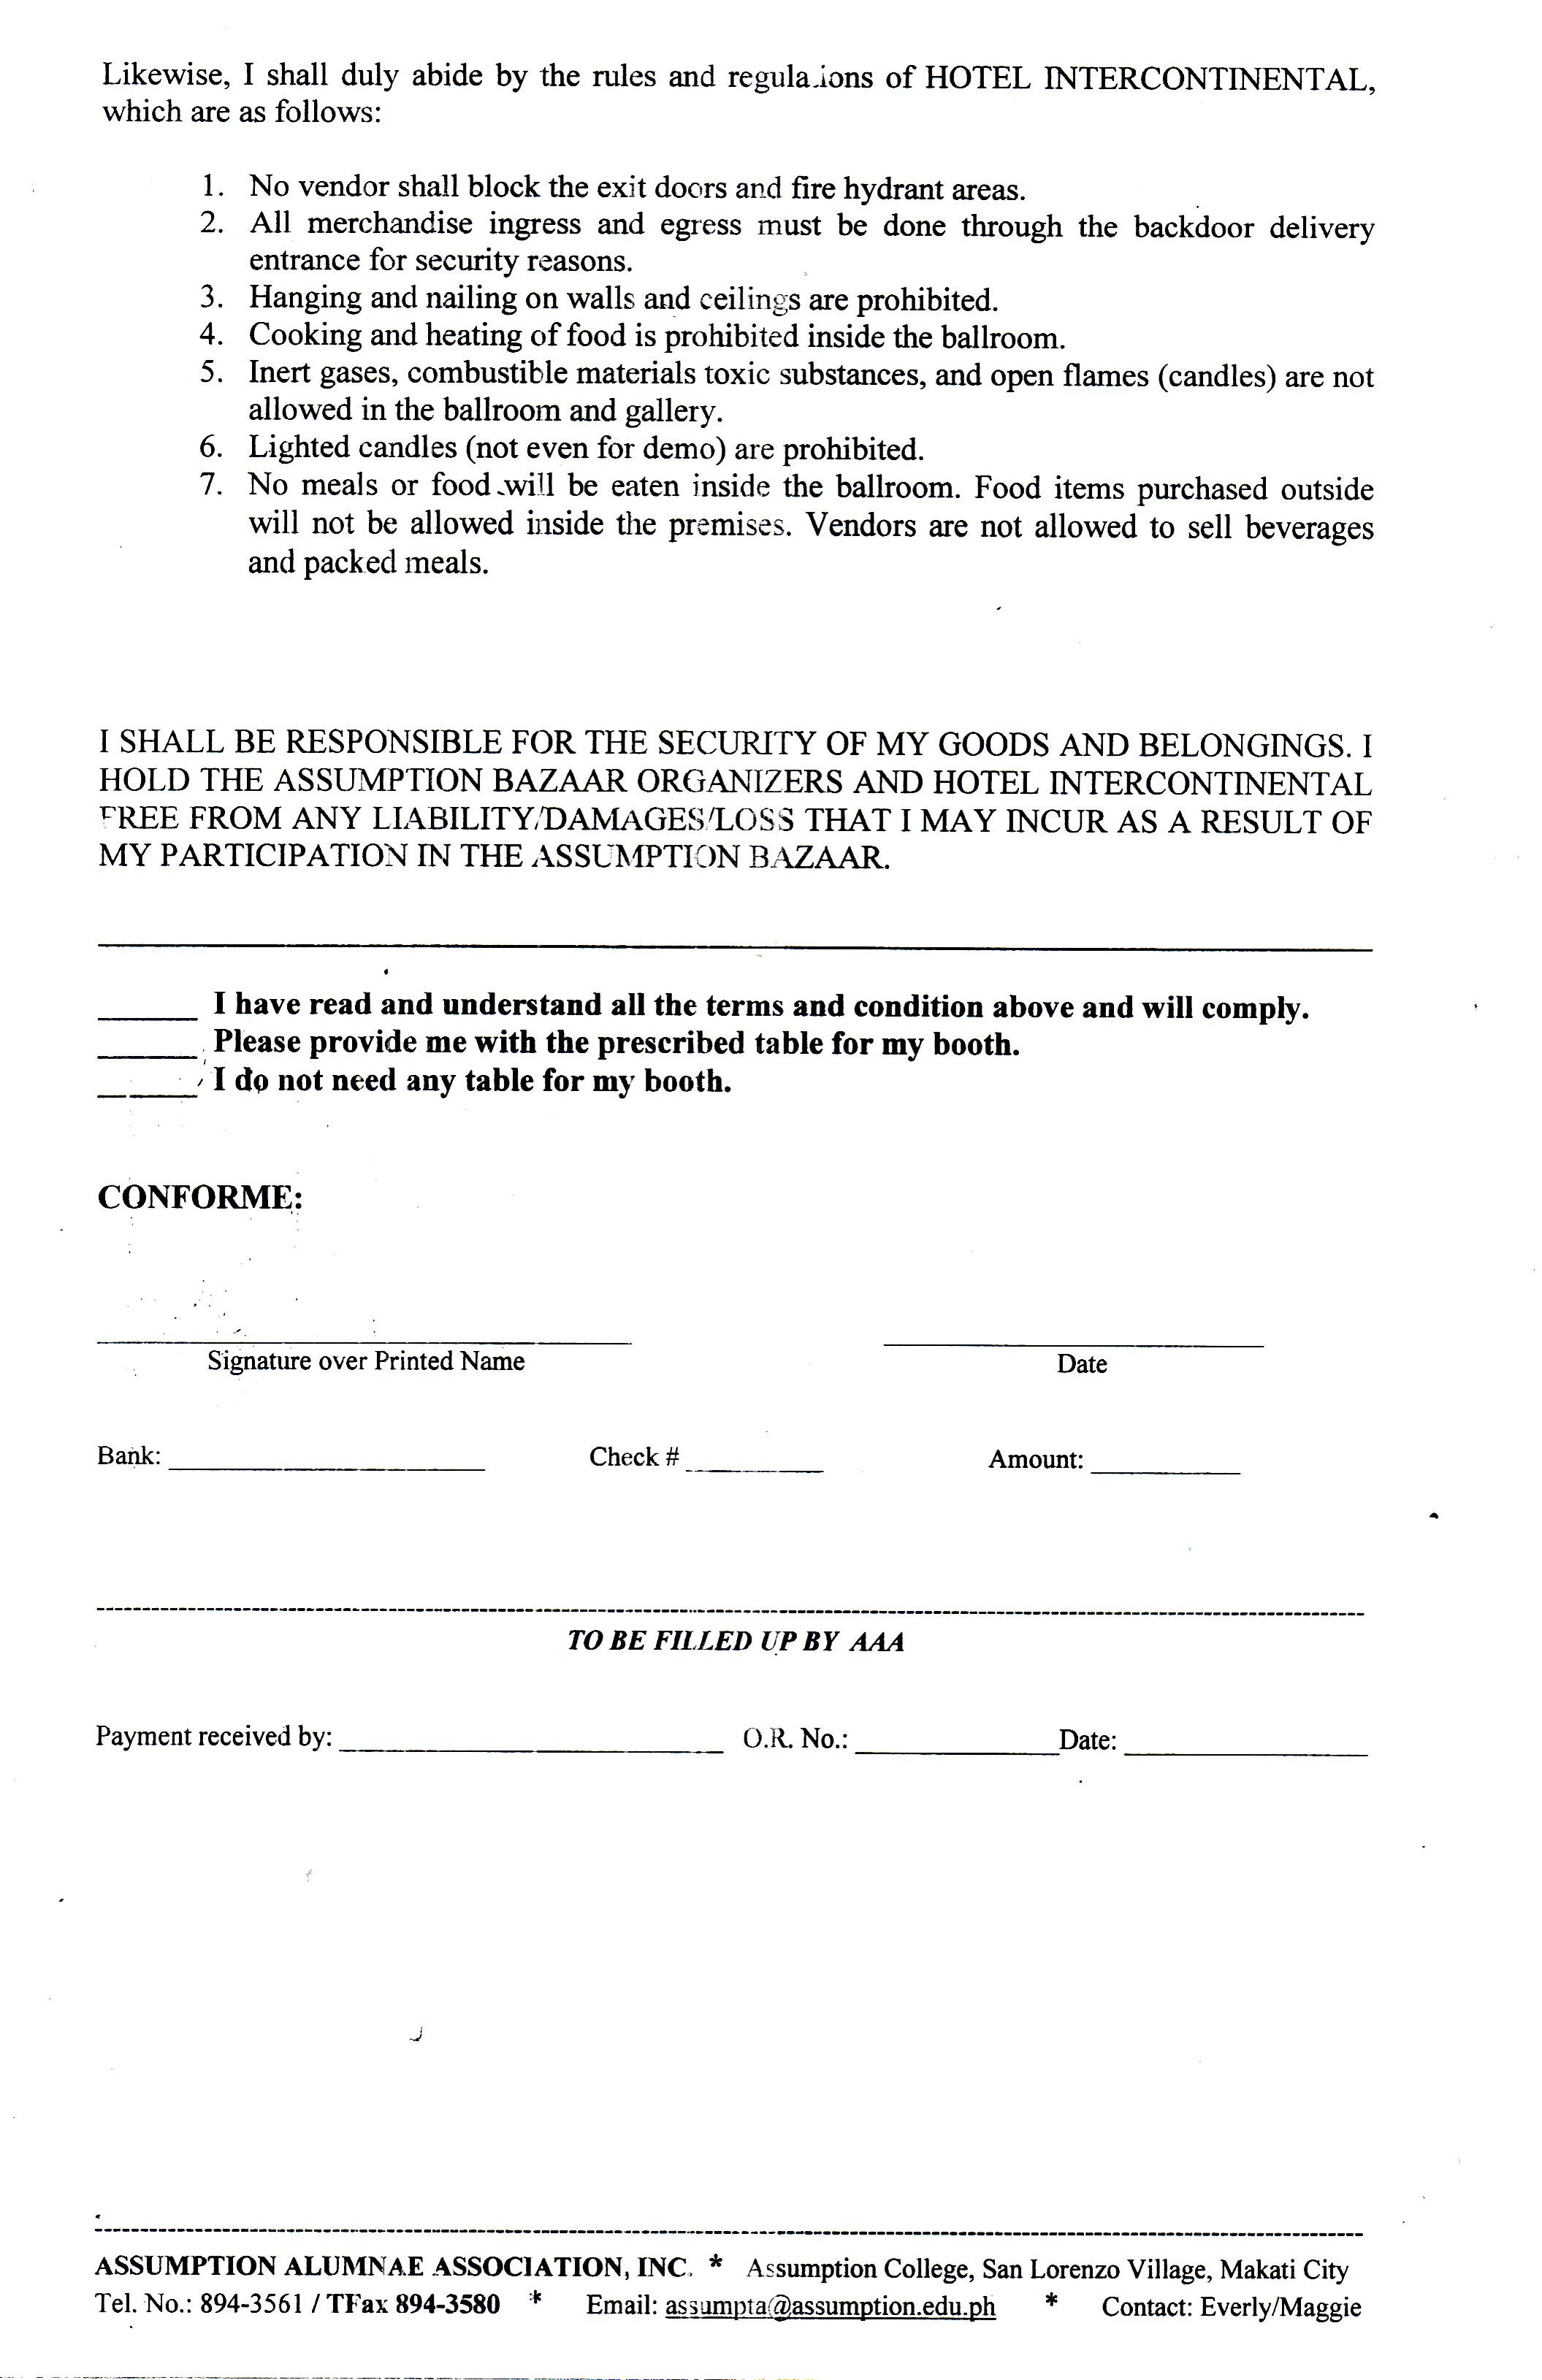 Likewise, I shall duly abide by the rules and regulations of HOTEL INTERCONTINENTAL,
which are as follows:
1. No vendor shall block the exit doors and fire hydrant areas.
2. All merchandise ingress and egress must be done through the backdoor delivery
entrance for security reasons.
3. Hanging and nailing on walls and ceilings are prohibited.
4. Cooking and heating of food is prohibited inside the ballroom.
5. Inert gases, combustible materials toxic substances, and open flames (candles) are not
allowed in the ballroom and gallery.
6. Lighted candles (not even for demo) are prohibited.
7. No meals or food will be eaten inside the ballroom. Food items purchased outside
will not be allowed inside the premises. Vendors are not allowed to sell beverages
and packed meals.
I SHALL BE RESPONSIBLE FOR THE SECURITY OF MY GOODS AND BELONGINGS. I
HOLD THE ASSUMPTION BAZAAR ORGANIZERS AND HOTEL INTERCONTINENTAL
FREE FROM ANY LIABILITY/DAMAGES/LOSS THAT I MAY INCUR AS A RESULT OF
MY PARTICIPATION IN THE ASSUMPTION BAZAAR.
______ I have read and understand all the terms and condition above and will comply.
______ Please provide me with the prescribed table for my booth.
______ I do not need any table for my booth.
CONFORME:
Signature over Printed Name Date
Bank: ____________ Check # ________ Amount: ________
TO BE FILLED UP BY AAA
Payment received by: ____________ O.R. No.: ________ Date: ________
ASSUMPTION ALUMNAE ASSOCIATION, INC. * Assumption College, San Lorenzo Village, Makati City
Tel. No.: 894-3561 / TFax 894-3580 * Email: assumpta@assumption.edu.ph * Contact: Everly/Maggie